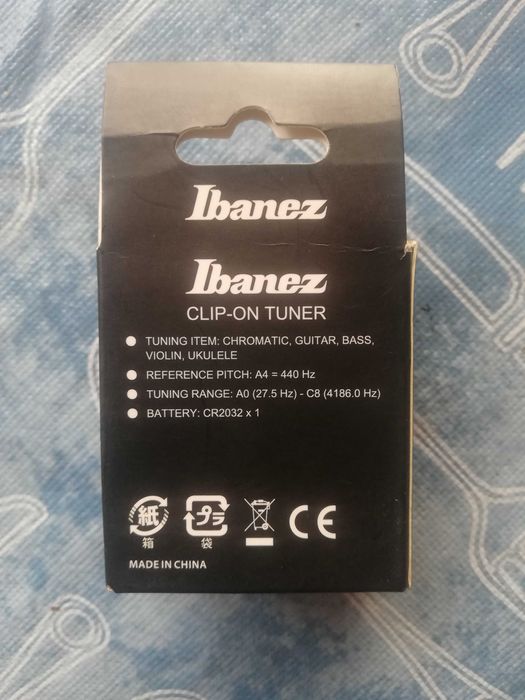 Ibanez
Ibanez
CLIP-ON TUNER
● TUNING ITEM: CHROMATIC, GUITAR, BASS,
VIOLIN, UKULELE
● REFERENCE PITCH: A4 = 440 Hz
● TUNING RANGE: A0 (27.5 Hz) - C8 (4186.0 Hz)
● BATTERY: CR2032 x 1
紙 プラ CE
箱 袋
MADE IN CHINA